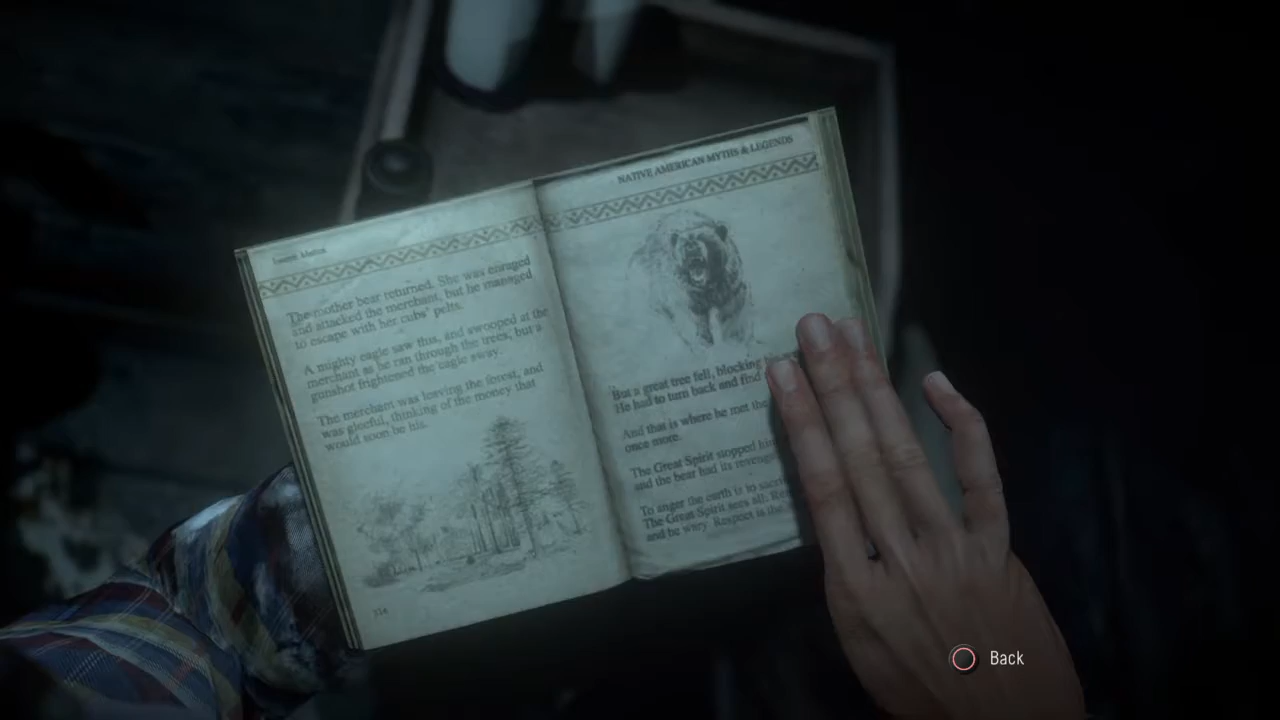 The mother bear returned. She was enraged
and attacked the merchant, but he managed
to escape with her cubs' pelts.
A mighty eagle saw this, and swooped at the
merchant as he ran through the trees, but a
gunshot frightened the eagle away.
The merchant was leaving the forest, and
was gleeful, thinking of the money that
would soon be his.
NATIVE AMERICAN MYTHS & LEGENDS
But a great tree fell, blocking
He had to turn back and find
And that is where he met the
once more.
The Great Spirit stopped him
and the bear had its revenge
To anger the earth is to
The Great Spirit sees all:
and be wary. Respect is the
Back